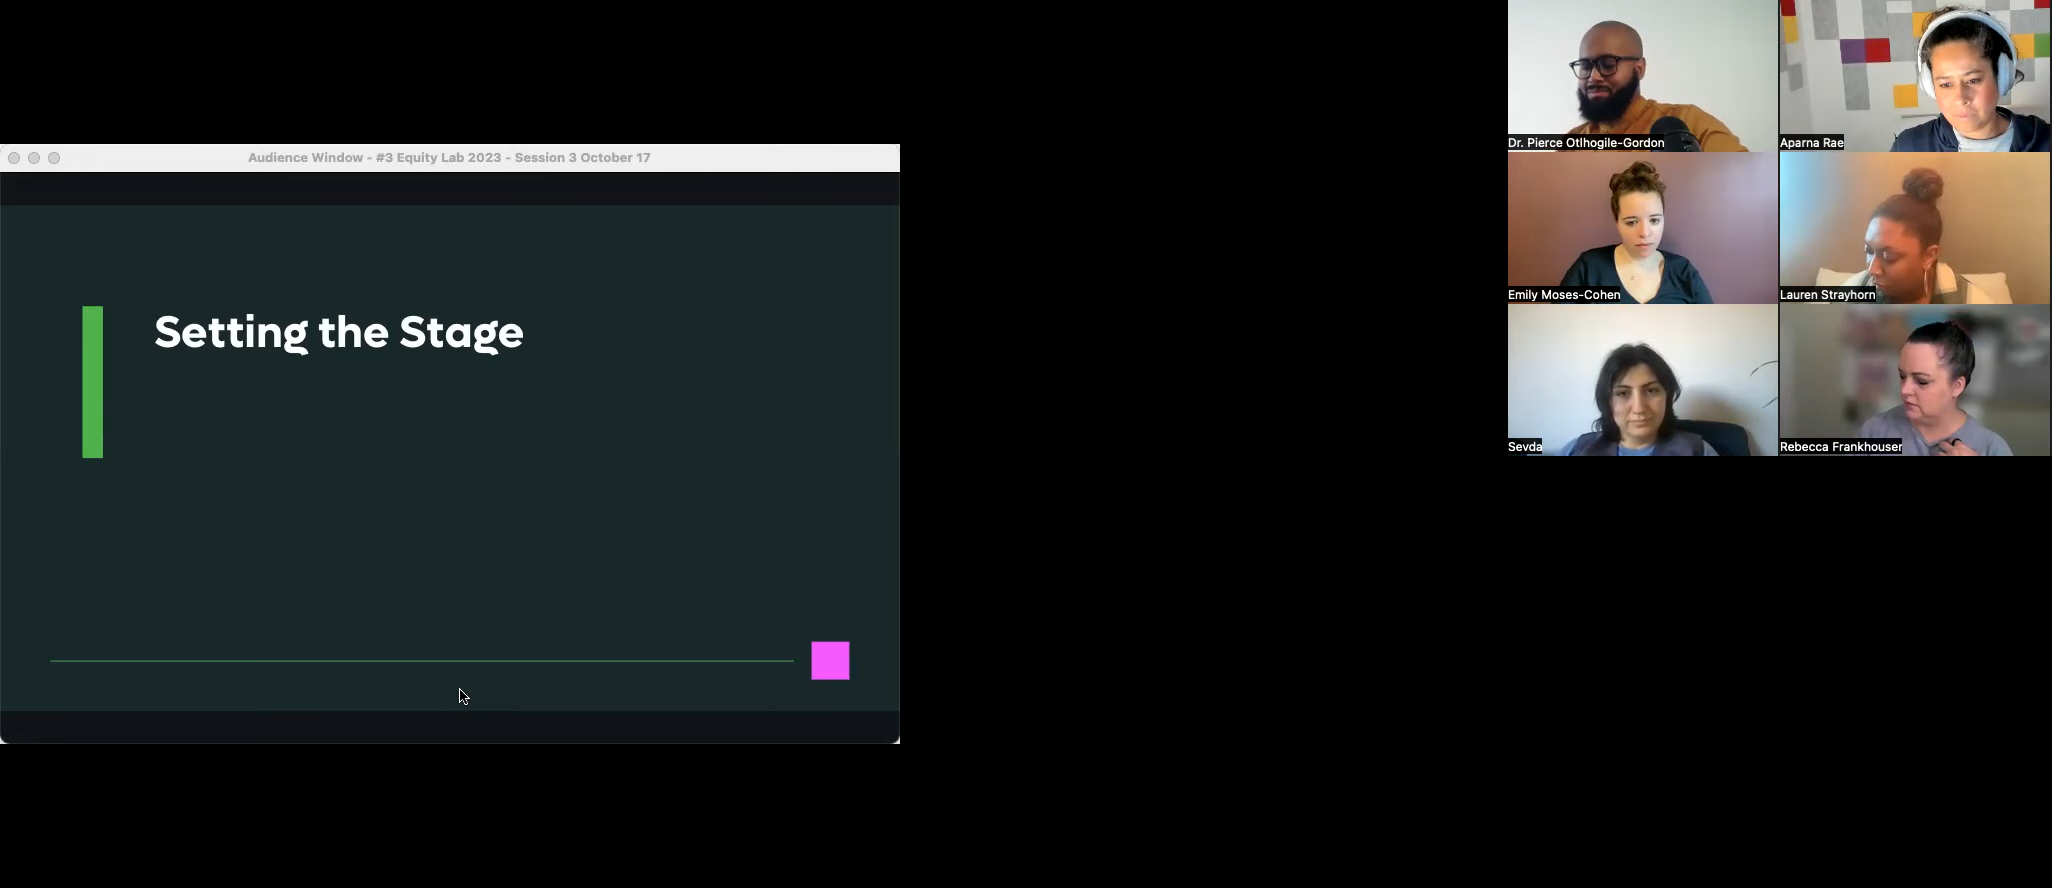 Audience Window - #3 Equity Lab 2023 - Session 3 October 17
Setting the Stage
Dr. Pierce Otlhogile-Gordon
Aparna Rae
Emily Moses-Cohen
Lauren Strayhorn
Sevda
Rebecca Frankhouser